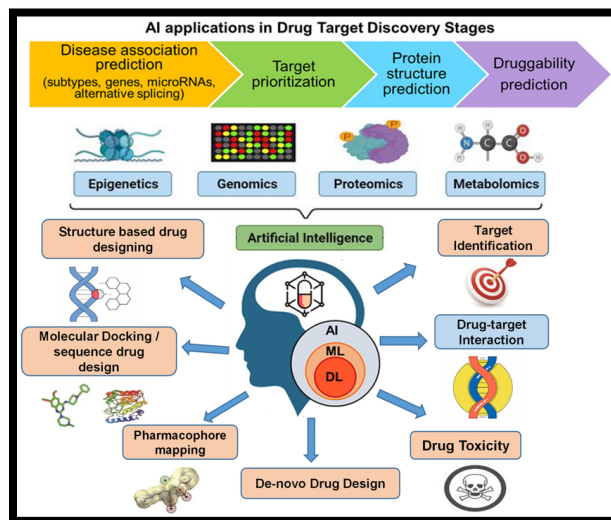 AI applications in Drug Target Discovery Stages
Disease association
prediction
(subtypes, genes, microRNAs,
alternative splicing)
Target
prioritization
Protein
structure
prediction
Druggability
prediction
P
P
H
H
N
C
C
O
O
H
H
Epigenetics
Genomics
Proteomics
Metabolomics
Structure based drug
designing
Artificial Intelligence
Target
Identification
Molecular Docking /
sequence drug
design
AI
ML
DL
Drug-target
Interaction
Pharmacophore
mapping
De-novo Drug Design
Drug Toxicity